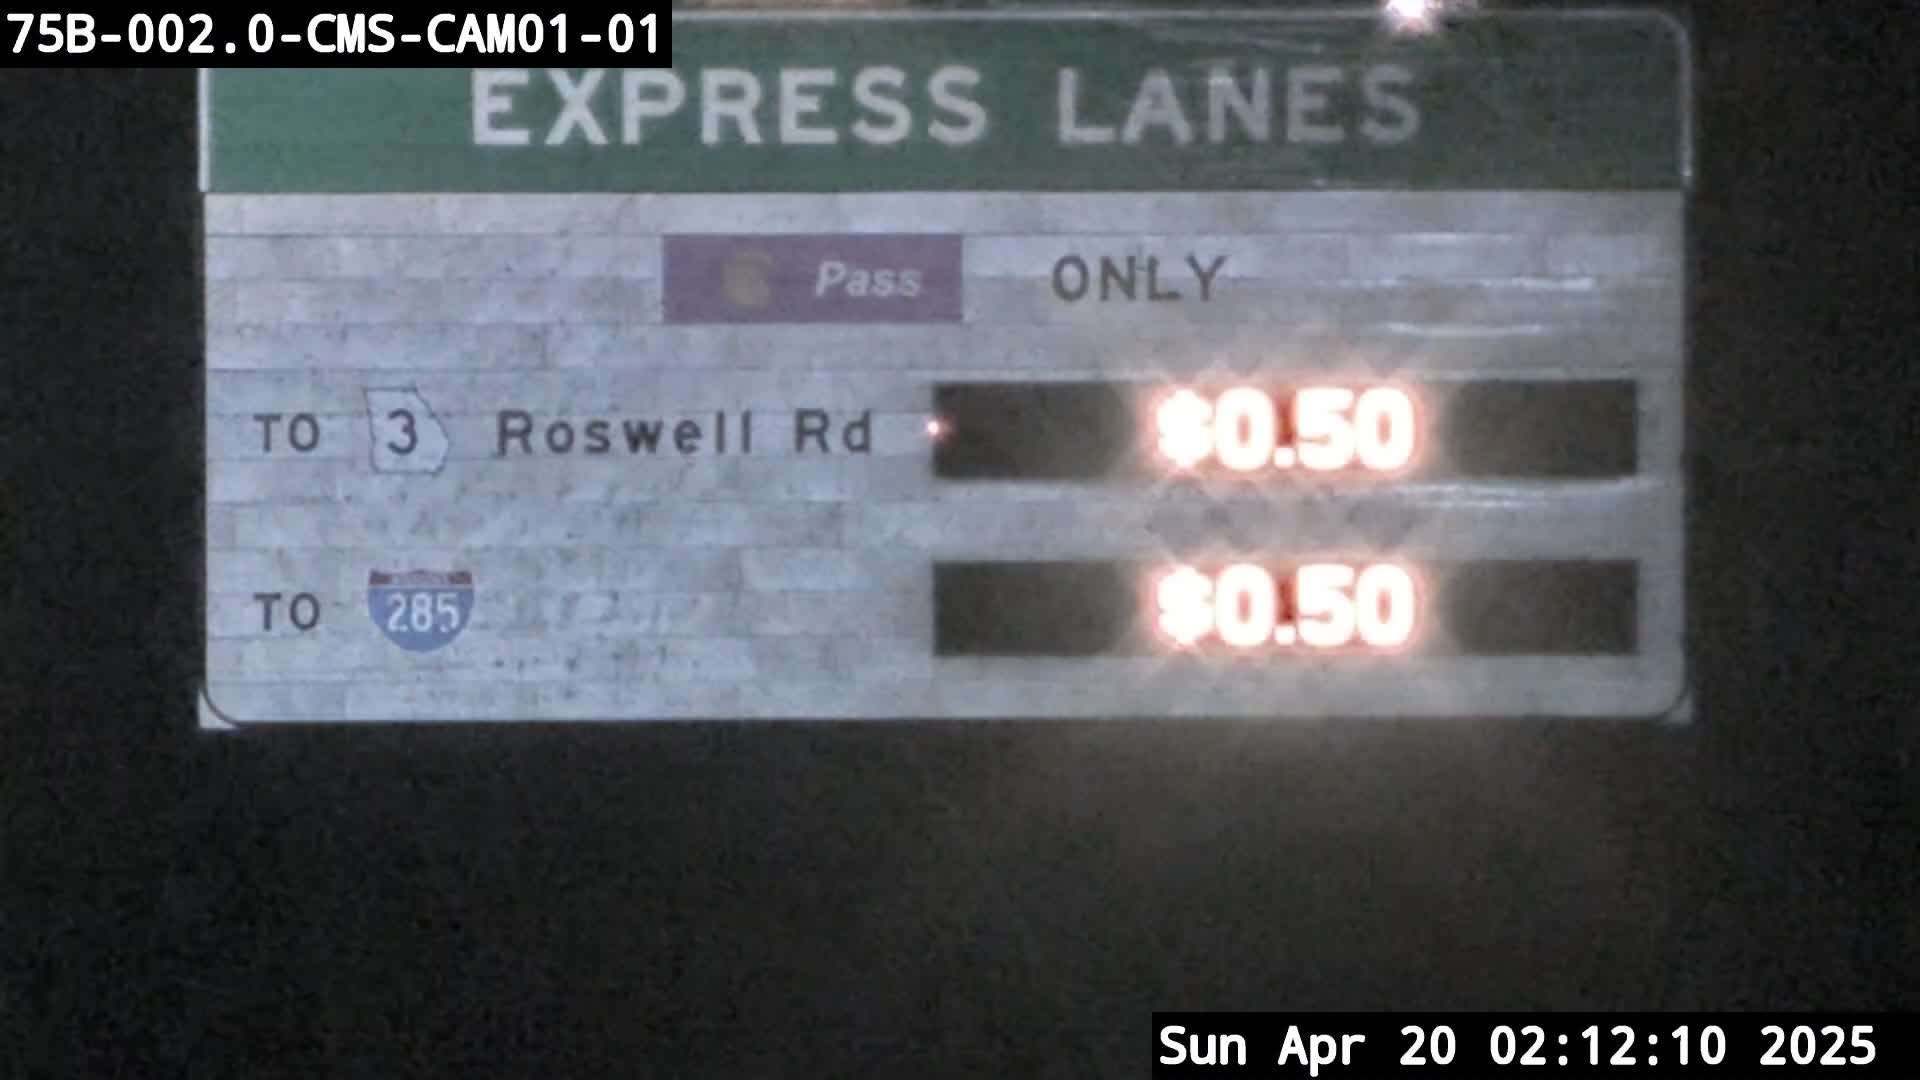 75B-002.0-CMS-CAM01-01
EXPRESS LANES
Pass ONLY
TO 3 Roswell Rd $0.50
TO 285 $0.50
Sun Apr 20 02:12:10 2025